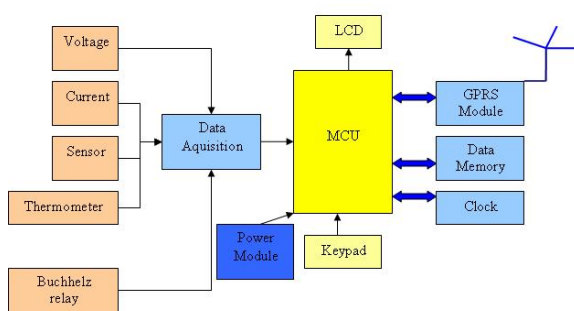 Voltage
Current
Sensor
Thermometer
Buchhelz
relay
Data
Aquisition
LCD
MCU
Power
Module
Keypad
GPRS
Module
Data
Memory
Clock